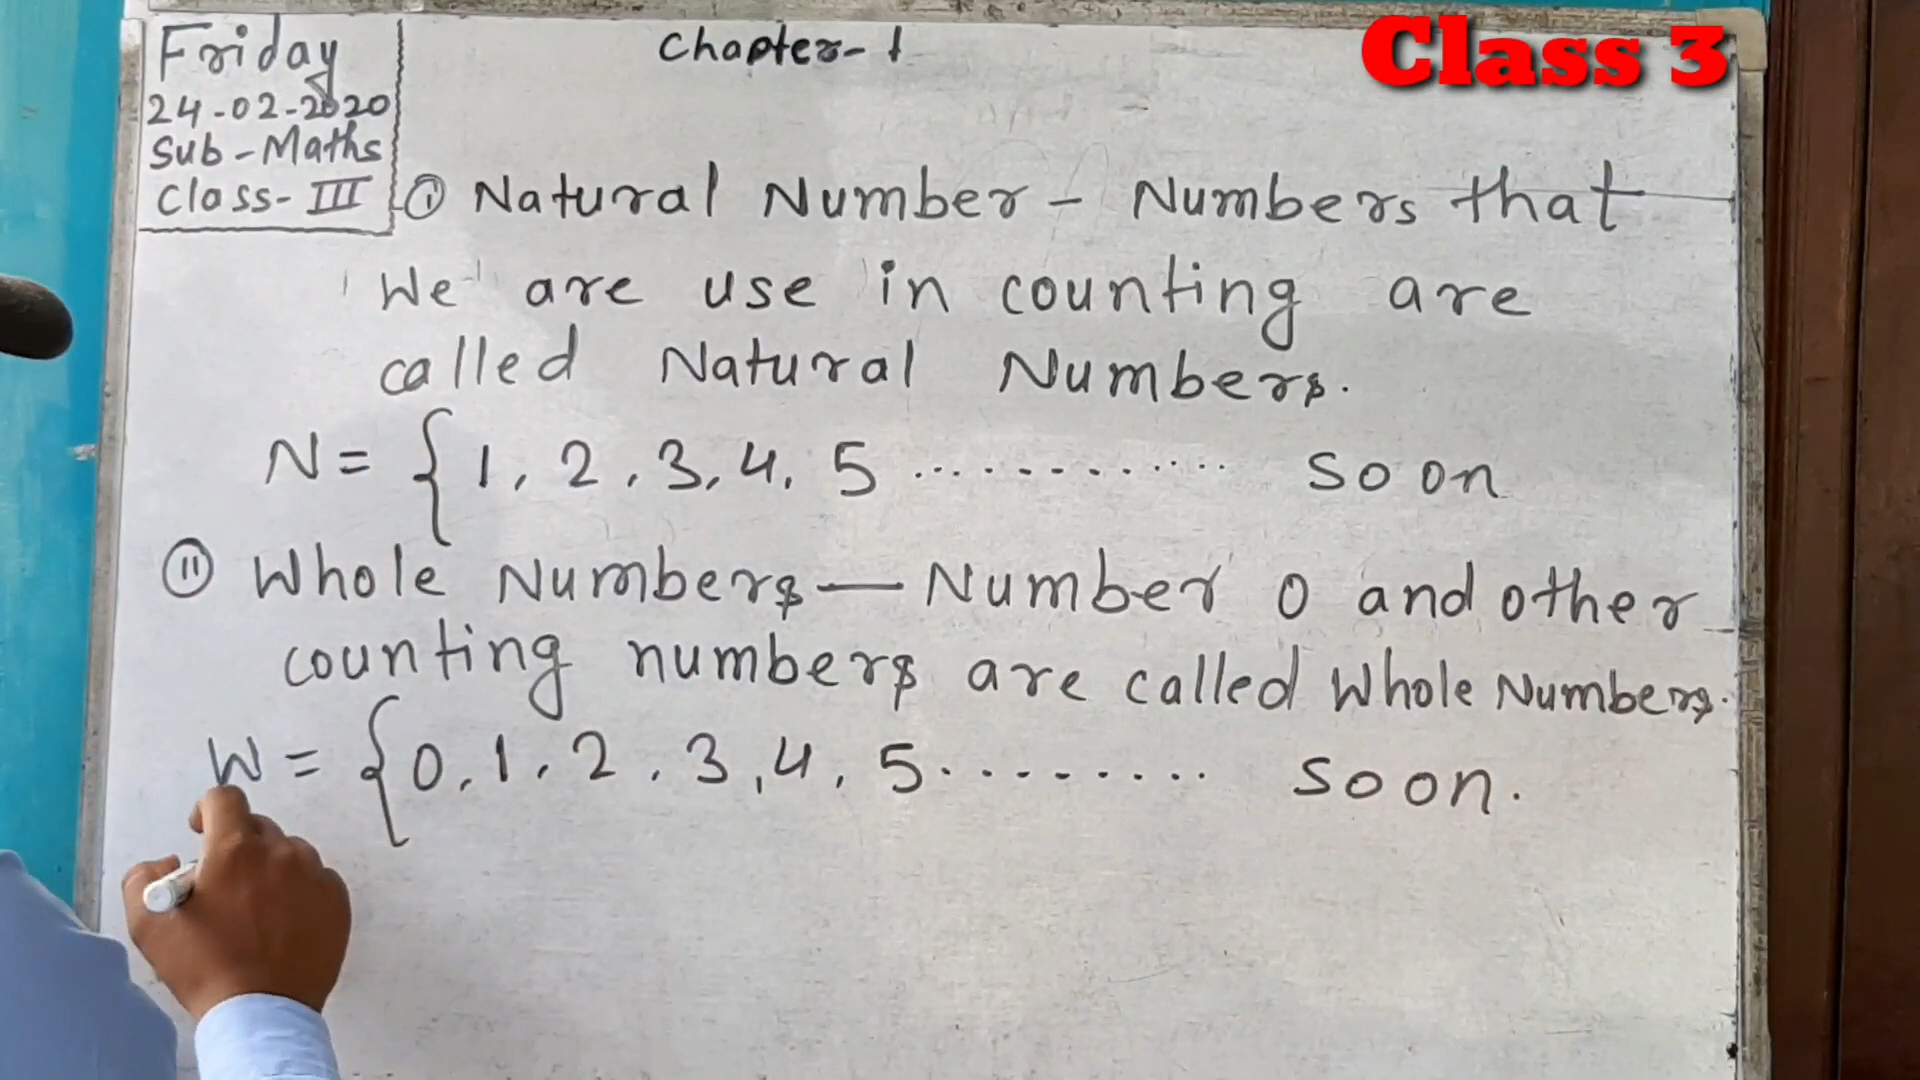 Friday
24-02-2020
Sub-Maths
Class-III
Chapter-1
Class 3
① Natural Number - Numbers that
We are use in counting are
called Natural Numbers.
N = { 1, 2, 3, 4, 5 ............. so on
(II) Whole Numbers — Number 0 and other
counting numbers are called Whole Numbers.
W = { 0, 1, 2, 3, 4, 5 ......... so on.